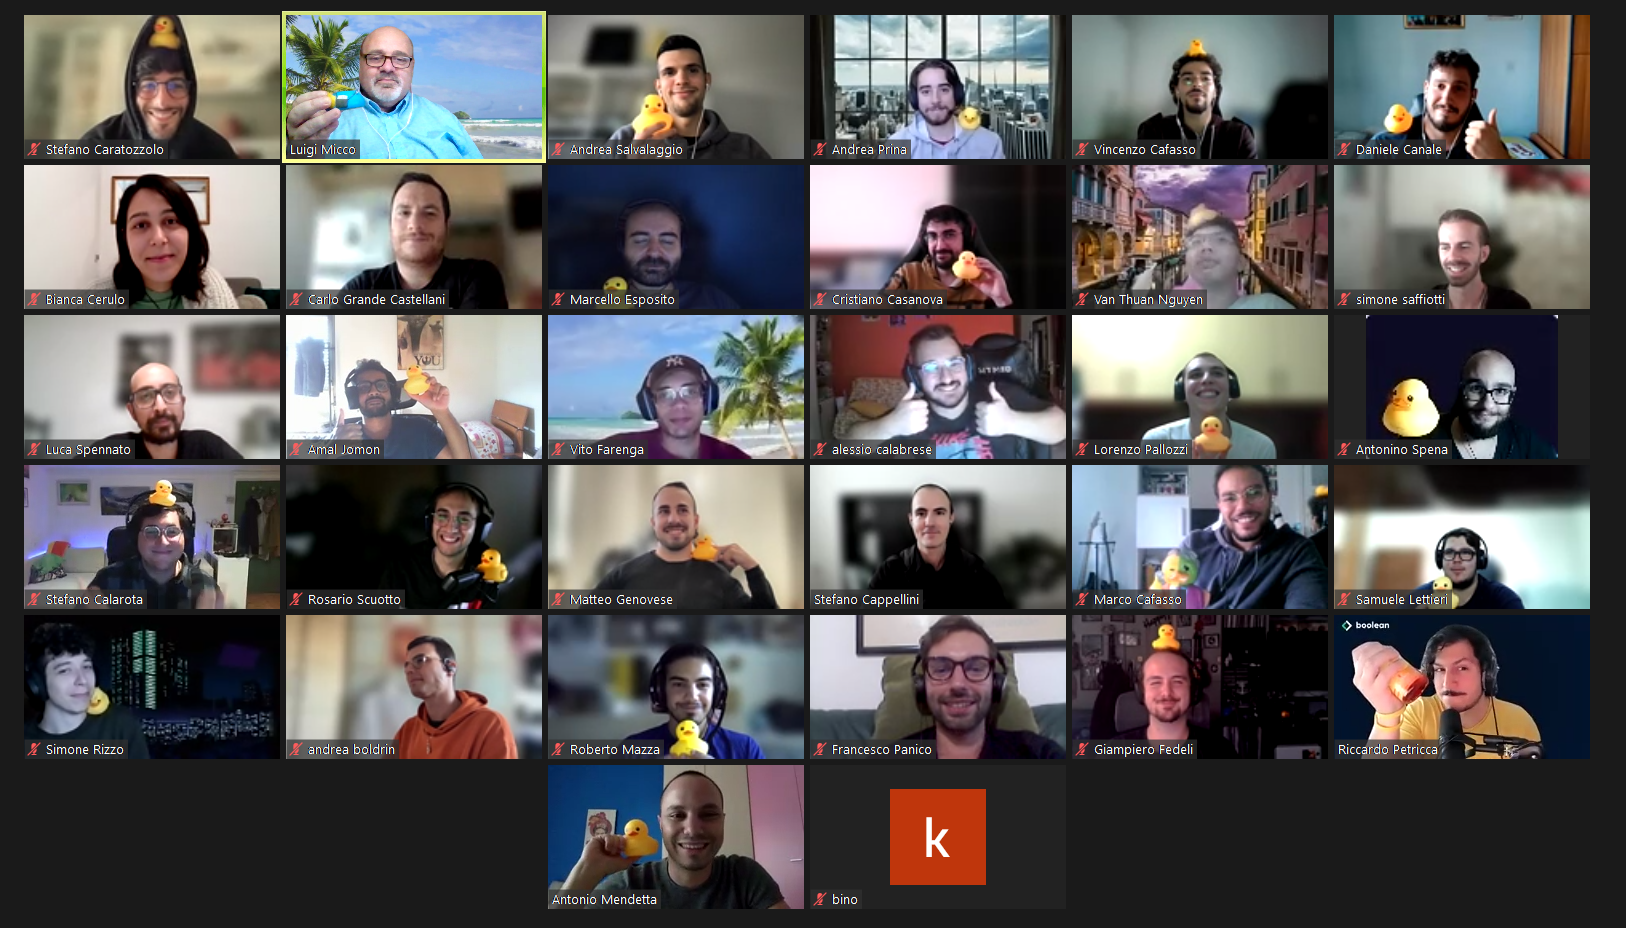 Stefano Caratozzolo
Luigi Micco
Andrea Salvalaggio
Andrea Prina
Vincenzo Cafasso
Daniele Canale
Bianca Cerulo
Carlo Grande Castellani
Marcello Esposito
Cristiano Casanova
Van Thuan Nguyen
simone saffiotti
YOU
Luca Spennato
Amal Jomon
Vito Farenga
alessio calabrese
Lorenzo Pallozzi
Antonino Spena
Stefano Calarota
Rosario Scuotto
Matteo Genovese
Stefano Cappellini
Marco Cafasso
Samuele Lettieri
boolean
Simone Rizzo
andrea boldrin
Roberto Mazza
Francesco Panico
Giampiero Fedeli
Riccardo Petricca
k
Antonio Mendetta
bino